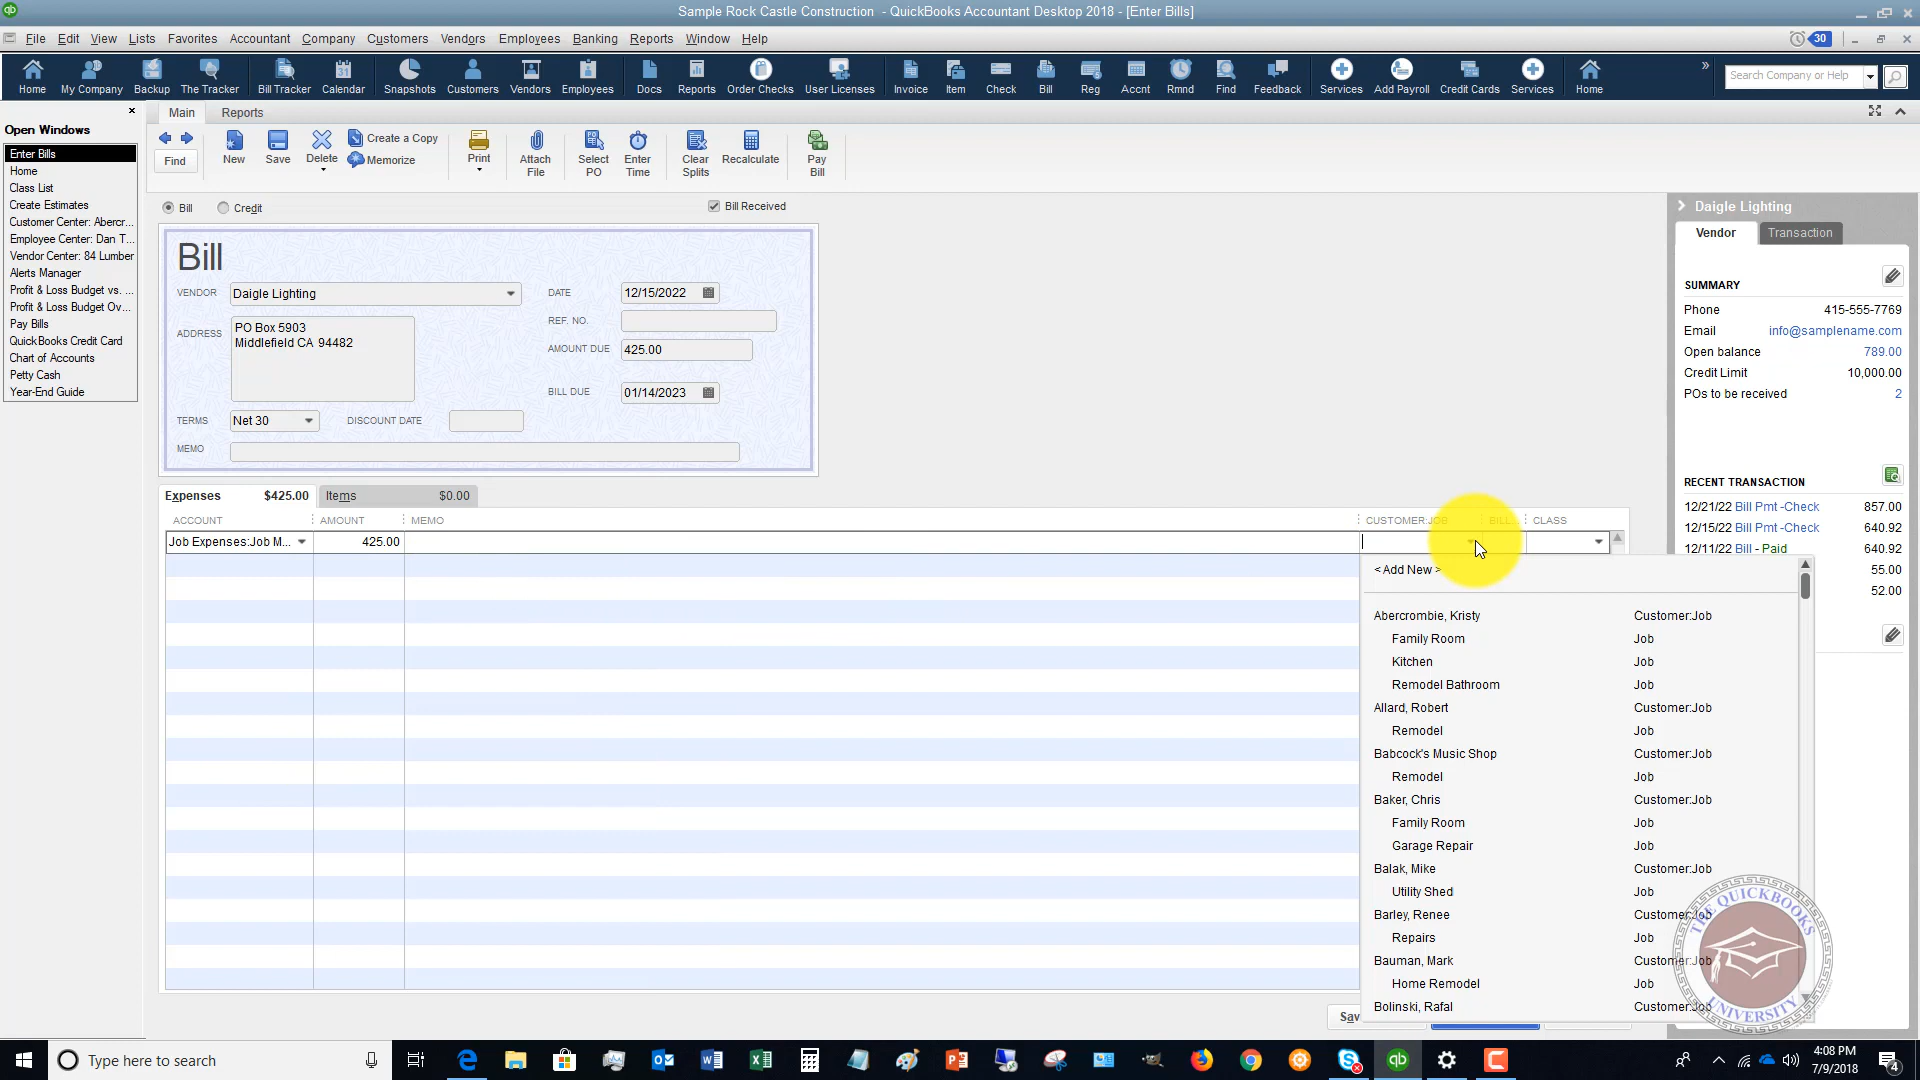 Sample Rock Castle Construction - QuickBooks Accountant Desktop 2018 - [Enter Bills]
File Edit View Lists Favorites Accountant Company Customers Vendors Employees Banking Reports Window Help
30
Home My Company Backup The Tracker Bill Tracker Calendar Snapshots Customers Vendors Employees Docs Reports Order Checks User Licenses Invoice Item Check Bill Reg Accnt Rmnd Find Feedback Services Add Payroll Credit Cards Services Home
Search Company or Help
Open Windows
Enter Bills
Home
Class List
Create Estimates
Customer Center: Abercr...
Employee Center: Dan T...
Vendor Center: 84 Lumber
Alerts Manager
Profit & Loss Budget vs. ...
Profit & Loss Budget Ov...
Pay Bills
QuickBooks Credit Card
Chart of Accounts
Petty Cash
Year-End Guide
Main Reports
Find
New
Save
Delete
Create a Copy
Memorize
Print
Attach File
Select PO
Enter Time
Clear Splits
Recalculate
Pay Bill
Bill Credit
Bill Received
Bill
VENDOR Daigle Lighting
DATE 12/15/2022
REF. NO.
ADDRESS PO Box 5903
Middlefield CA 94482
AMOUNT DUE 425.00
BILL DUE 01/14/2023
TERMS Net 30 DISCOUNT DATE
MEMO
Expenses $425.00 Items $0.00
ACCOUNT AMOUNT MEMO CUSTOMER:JOB BILL... CLASS
Job Expenses:Job M... 425.00
< Add New >
Abercrombie, Kristy Customer:Job
Family Room Job
Kitchen Job
Remodel Bathroom Job
Allard, Robert Customer:Job
Remodel Job
Babcock's Music Shop Customer:Job
Remodel Job
Baker, Chris Customer:Job
Family Room Job
Garage Repair Job
Balak, Mike Customer:Job
Utility Shed Job
Barley, Renee Customer:Job
Repairs Job
Bauman, Mark Customer:Job
Home Remodel Job
Bolinski, Rafal Customer:Job
Daigle Lighting
Vendor Transaction
SUMMARY
Phone 415-555-7769
Email info@samplename.com
Open balance 789.00
Credit Limit 10,000.00
POs to be received 2
RECENT TRANSACTION
12/21/22 Bill Pmt -Check 857.00
12/15/22 Bill Pmt -Check 640.92
12/11/22 Bill - Paid 640.92
55.00
52.00
THE QUICKBOOKS
UNIVERSITY
Type here to search
4:08 PM
7/9/2018
4